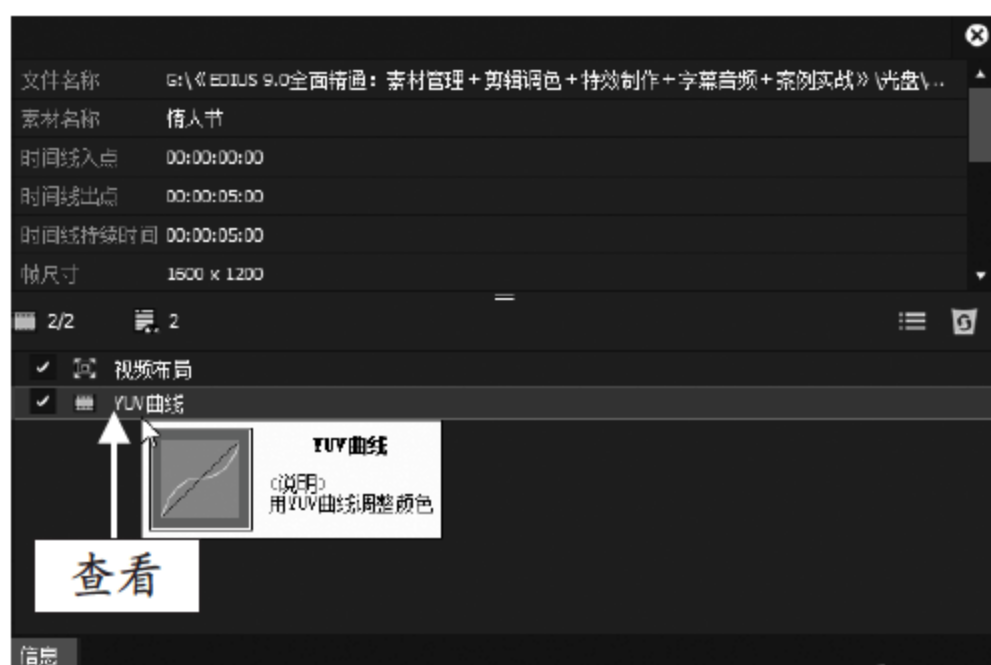 文件名称 G:\《EDIUS 9.0全面精通：素材管理+剪辑调色+特效制作+字幕音频+案例实战》\光盘\...
素材名称 情人节
时间线入点 00:00:00:00
时间线出点 00:00:05:00
时间线持续时间 00:00:05:00
帧尺寸 1600 x 1200
2/2 2
视频布局
YUV曲线
YUV曲线
<说明>
用YUV曲线调整颜色
查看
信息